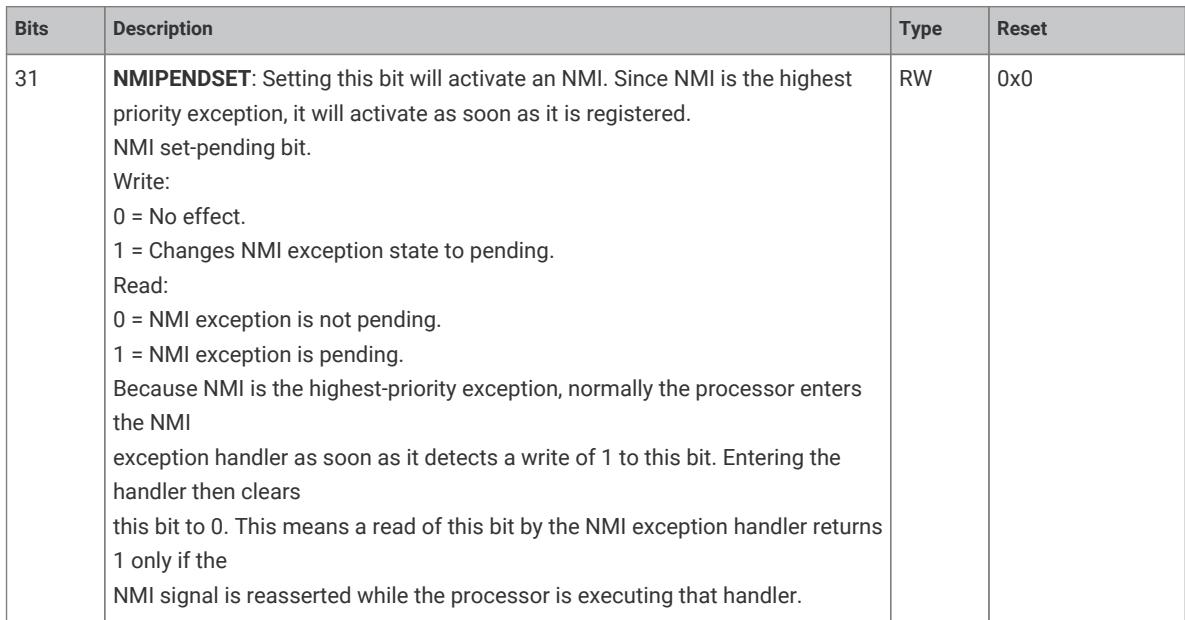 Bits Description Type Reset
31 NMIPENDSET: Setting this bit will activate an NMI. Since NMI is the highest RW 0x0
priority exception, it will activate as soon as it is registered.
NMI set-pending bit.
Write:
0 = No effect.
1 = Changes NMI exception state to pending.
Read:
0 = NMI exception is not pending.
1 = NMI exception is pending.
Because NMI is the highest-priority exception, normally the processor enters
the NMI
exception handler as soon as it detects a write of 1 to this bit. Entering the
handler then clears
this bit to 0. This means a read of this bit by the NMI exception handler returns
1 only if the
NMI signal is reasserted while the processor is executing that handler.